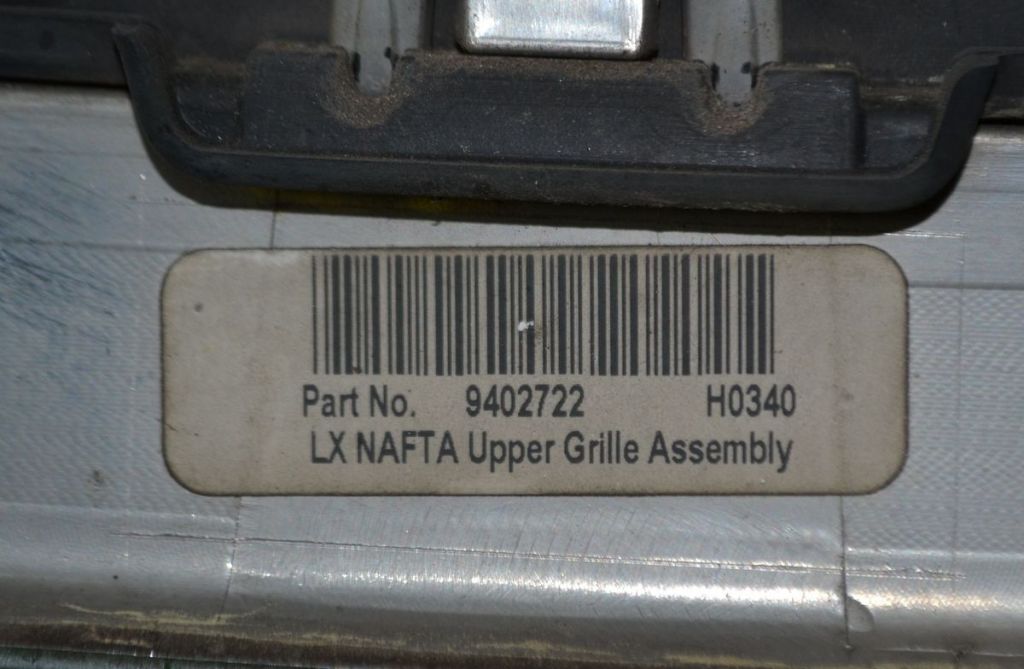 Part No. 9402722 H0340
LX NAFTA Upper Grille Assembly